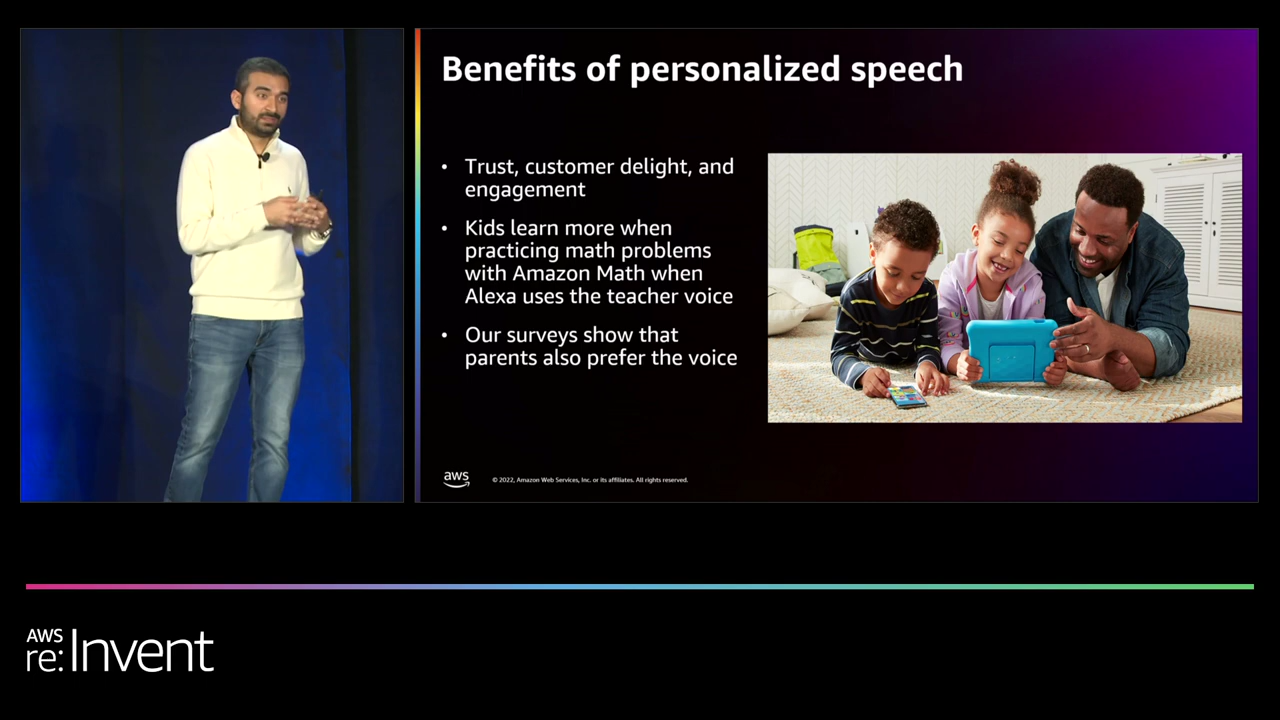 Benefits of personalized speech
• Trust, customer delight, and
engagement
• Kids learn more when
practicing math problems
with Amazon Math when
Alexa uses the teacher voice
• Our surveys show that
parents also prefer the voice
aws
© 2022, Amazon Web Services, Inc. or its affiliates. All rights reserved.
AWS
re:Invent